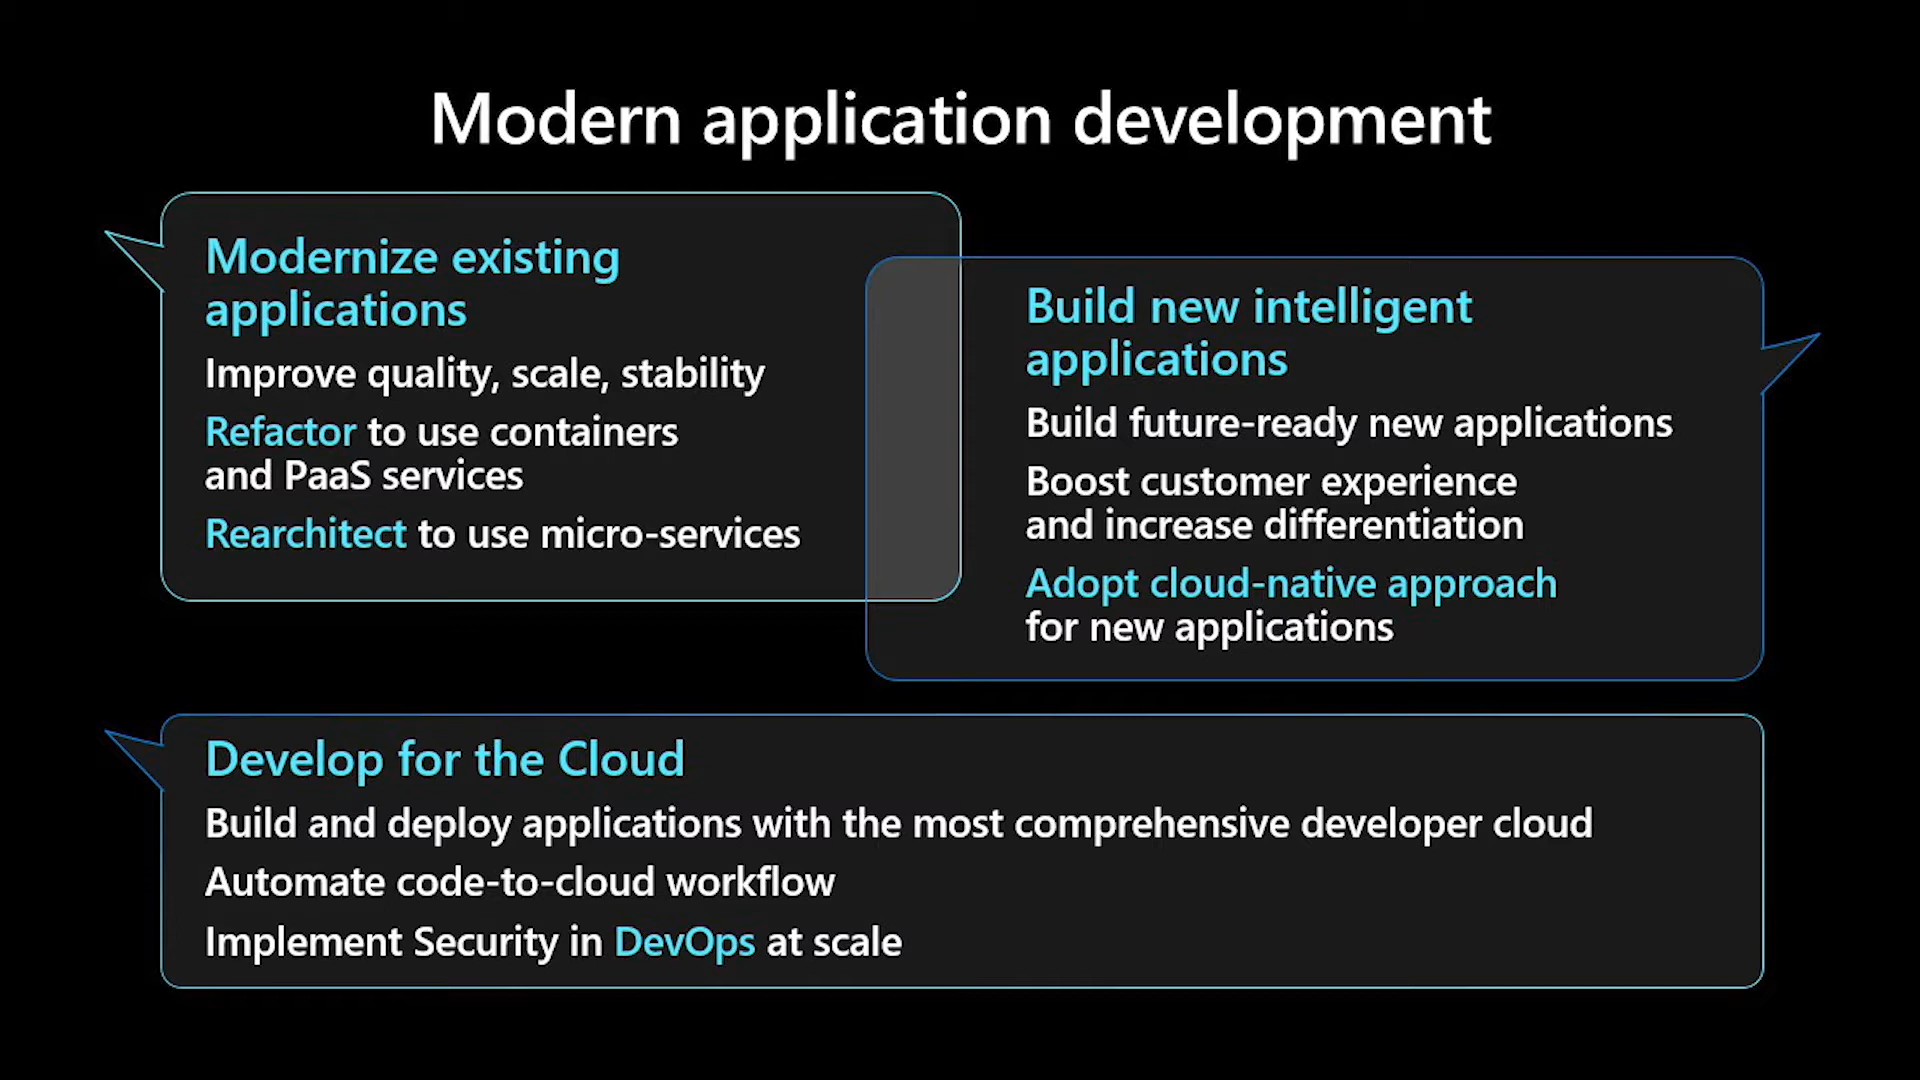 Modern application development
Modernize existing
applications
Improve quality, scale, stability
Refactor to use containers
and PaaS services
Rearchitect to use micro-services
Build new intelligent
applications
Build future-ready new applications
Boost customer experience
and increase differentiation
Adopt cloud-native approach
for new applications
Develop for the Cloud
Build and deploy applications with the most comprehensive developer cloud
Automate code-to-cloud workflow
Implement Security in DevOps at scale